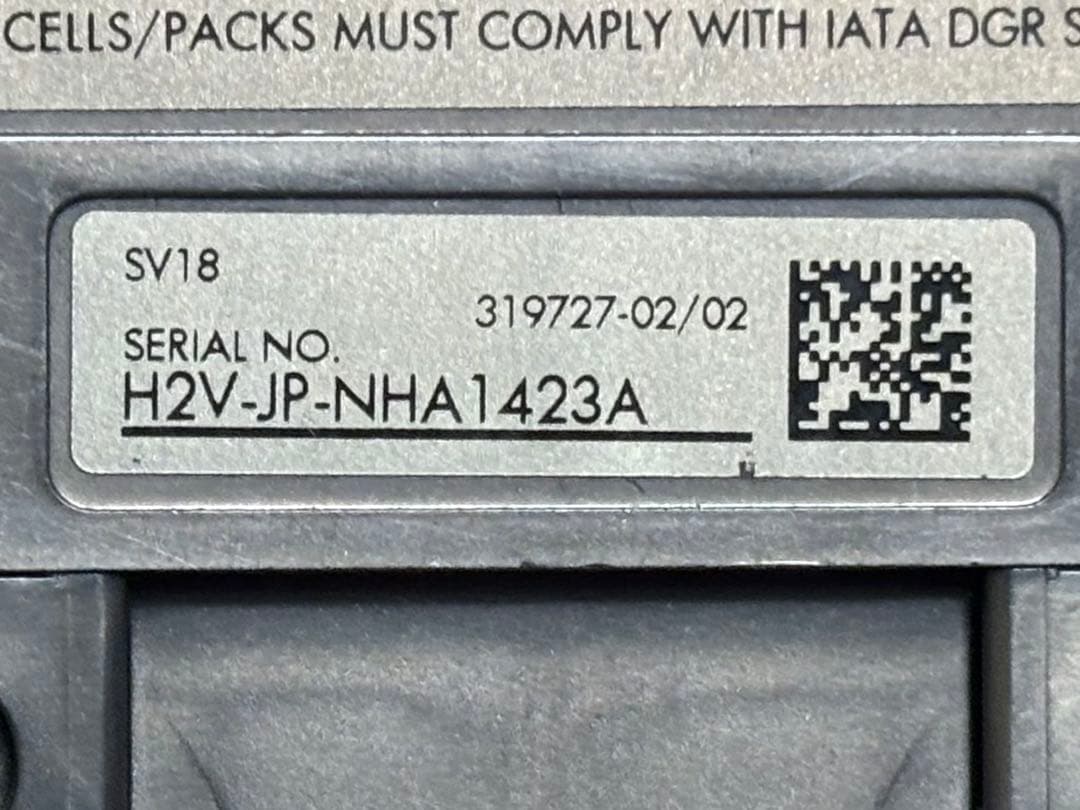 CELLS/PACKS MUST COMPLY WITH IATA DGR
SV18
319727-02/02
SERIAL NO.
H2V-JP-NHA1423A